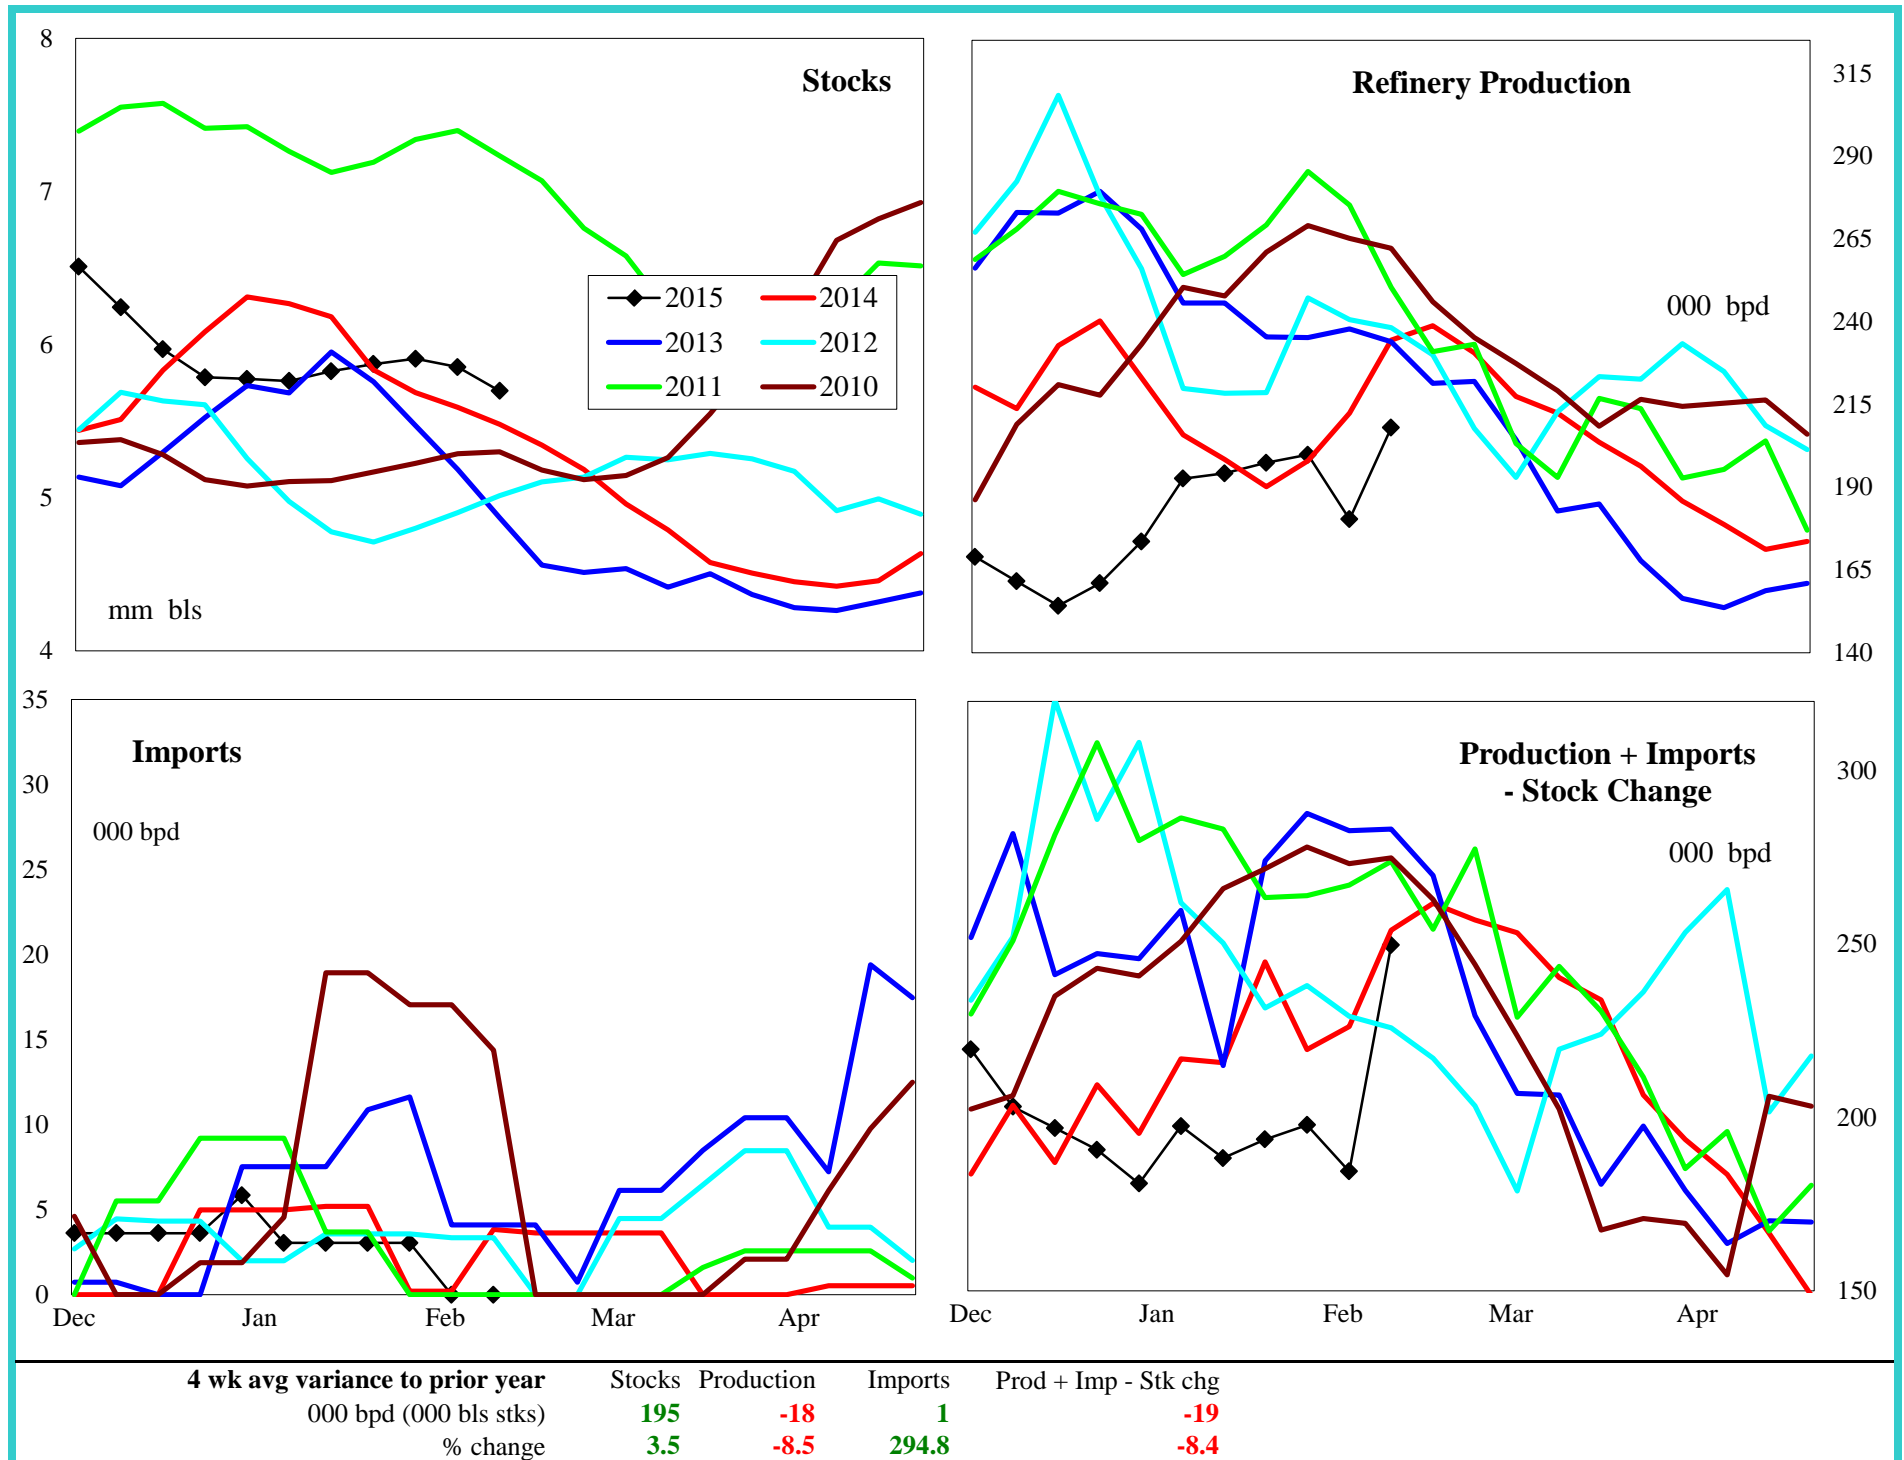 Stocks
8
7
6
5
4
mm  bls
2015
2014
2013
2012
2011
2010
Refinery Production
000  bpd
315
290
265
240
215
190
165
140
Imports
000 bpd
35
30
25
20
15
10
5
0
Dec Jan Feb Mar Apr
Production + Imports
- Stock Change
000  bpd
300
250
200
150
Dec Jan Feb Mar Apr
4 wk avg variance to prior year Stocks Production Imports Prod + Imp - Stk chg
000 bpd (000 bls stks) 195 -18 1 -19
% change 3.5 -8.5 294.8 -8.4